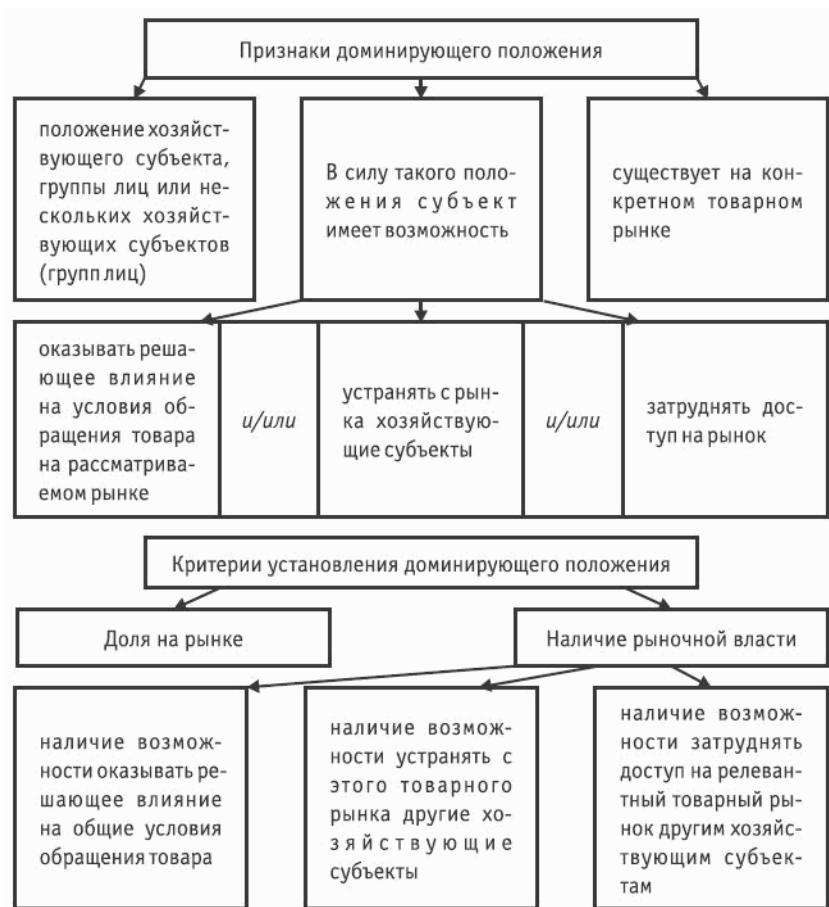 Признаки доминирующего положения
положение хозяйст-
вующего субъекта,
группы лиц или не-
скольких хозяйст-
вующих субъектов
(групп лиц)
В силу такого поло-
жения субъект
имеет возможность
существует на кон-
кретном товарном
рынке
оказывать реша-
ющее влияние
на условия об-
ращения товара
на рассматрива-
емом рынке
и/или
устранять с рын-
ка хозяйствую-
щие субъекты
и/или
затруднять дос-
туп на рынок
Критерии установления доминирующего положения
Доля на рынке
Наличие рыночной власти
наличие возможно-
сти оказывать ре-
шающее влияние
на общие условия
обращения товара
наличие возмож-
ности устранять с
этого товарного
рынка другие хо-
зяйствующие
субъекты
наличие возмож-
ности затруднять
доступ на релеван-
тный товарный ры-
нок другим хозяйс-
твующим субъек-
там